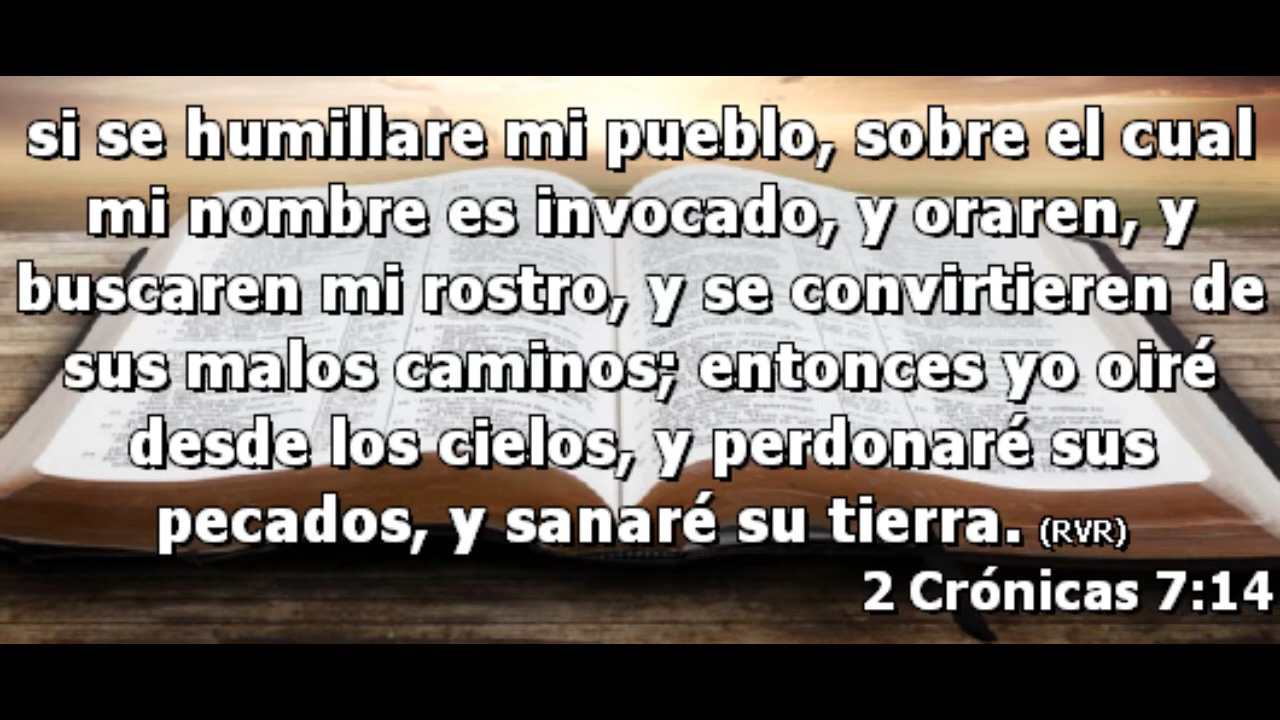 si se humillare mi pueblo, sobre el cual
mi nombre es invocado, y oraren, y
buscaren mi rostro, y se convirtieren de
sus malos caminos; entonces yo oiré
desde los cielos, y perdonaré sus
pecados, y sanaré su tierra. (RVR)
2 Crónicas 7:14